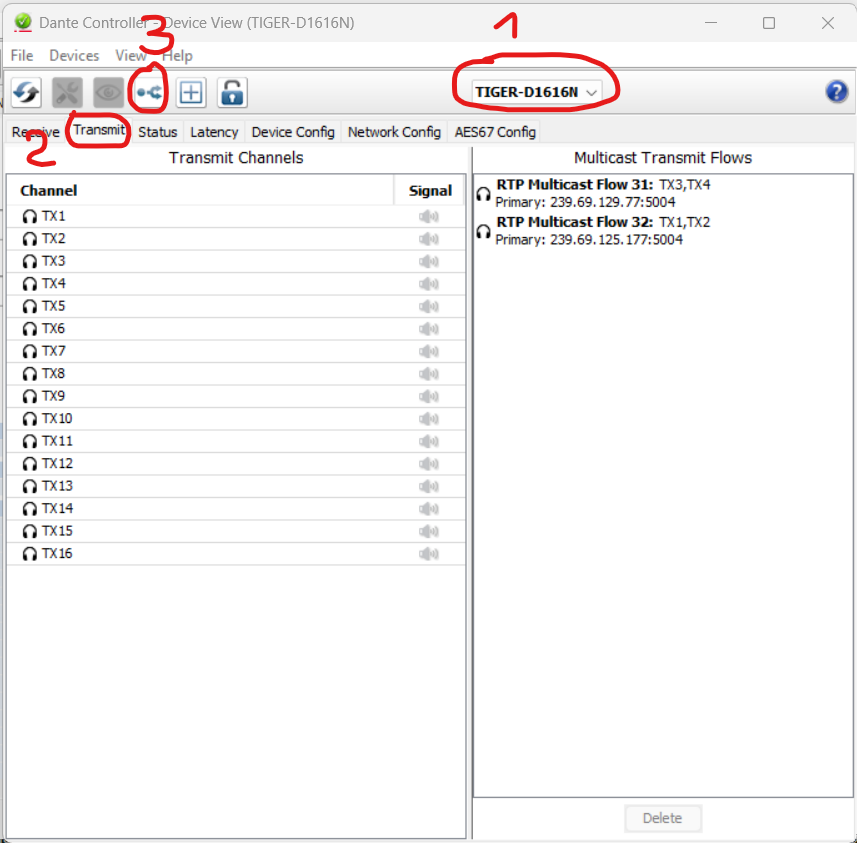 Dante Controller - Device View (TIGER-D1616N)
3
1
File Devices View Help
TIGER-D1616N
Receive Transmit Status Latency Device Config Network Config AES67 Config
2
Transmit Channels
Channel Signal
TX1
TX2
TX3
TX4
TX5
TX6
TX7
TX8
TX9
TX10
TX11
TX12
TX13
TX14
TX15
TX16
Multicast Transmit Flows
RTP Multicast Flow 31: TX3,TX4
Primary: 239.69.129.77:5004
RTP Multicast Flow 32: TX1,TX2
Primary: 239.69.125.177:5004
Delete